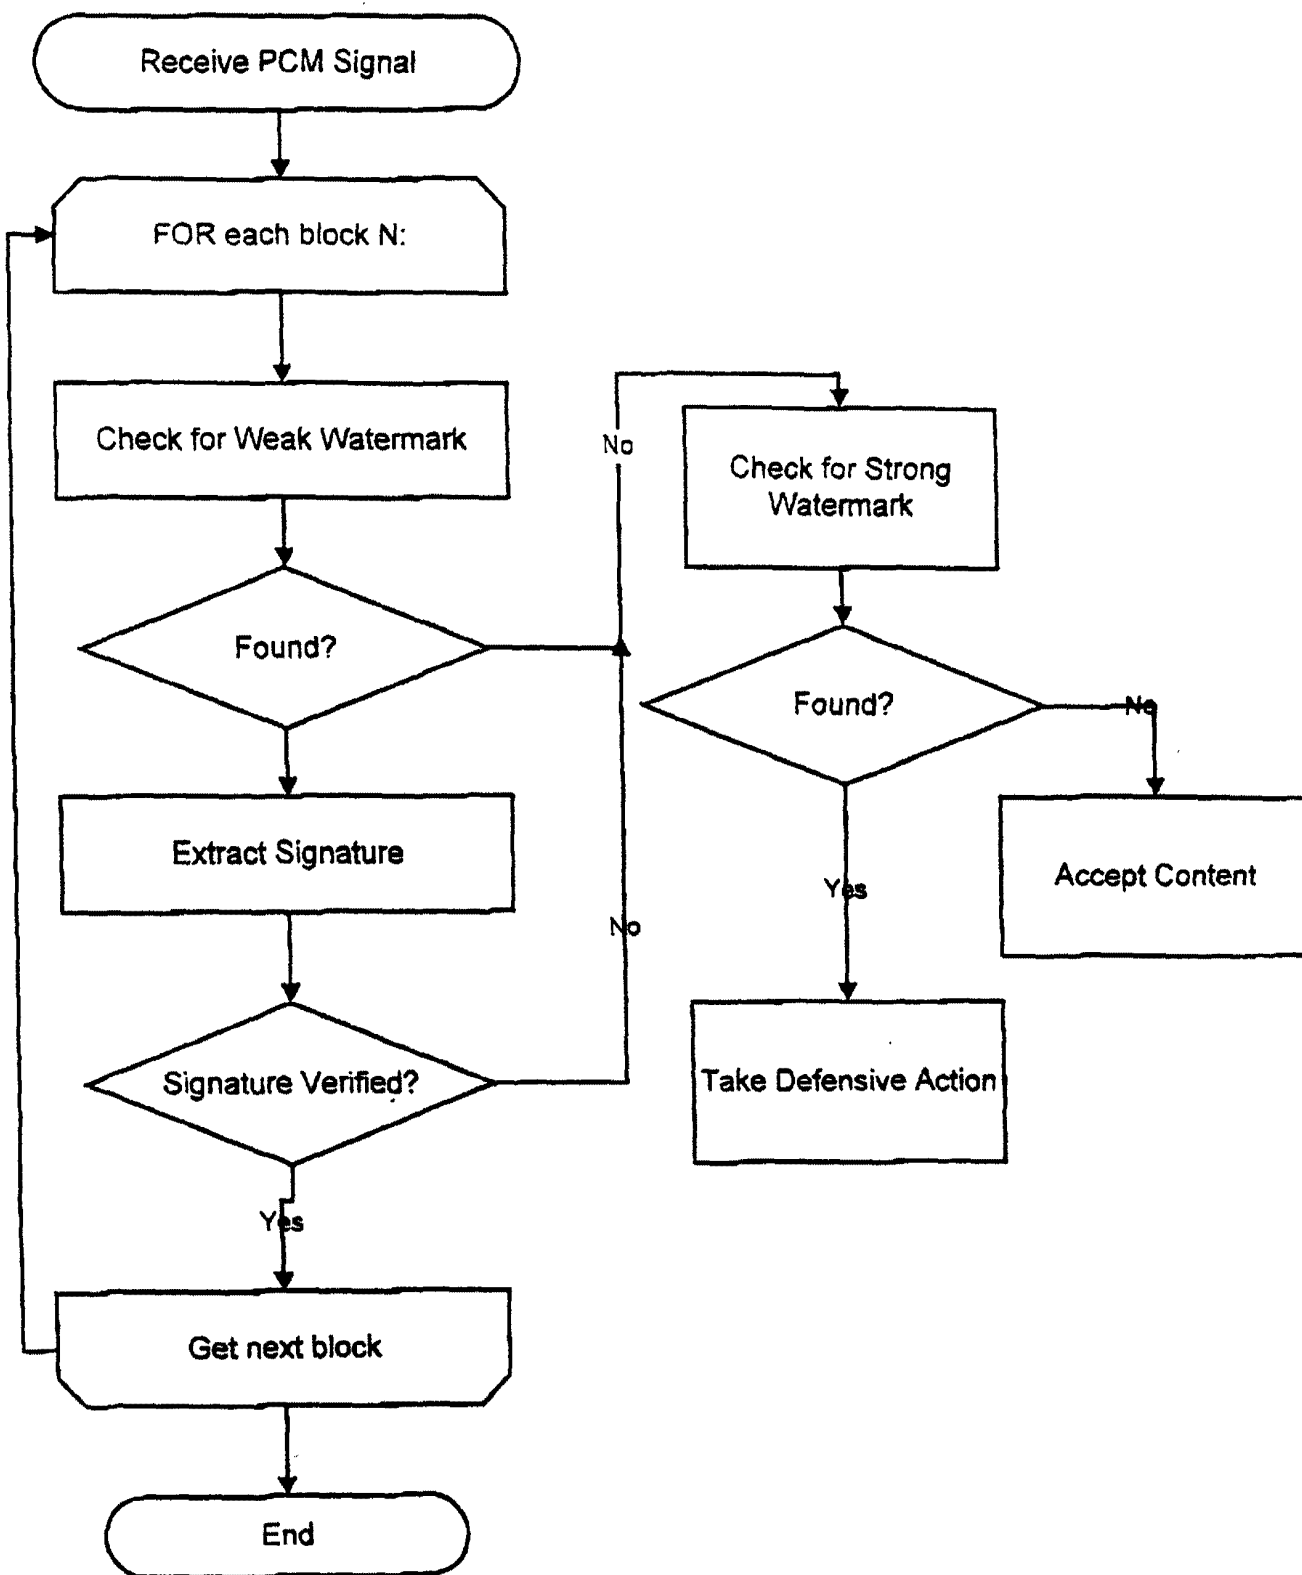 Receive PCM Signal
FOR each block N:
Check for Weak Watermark
No
Check for Strong
Watermark
Found?
Found?
No
Extract Signature
Yes
Accept Content
No
Signature Verified?
Take Defensive Action
Yes
Get next block
End